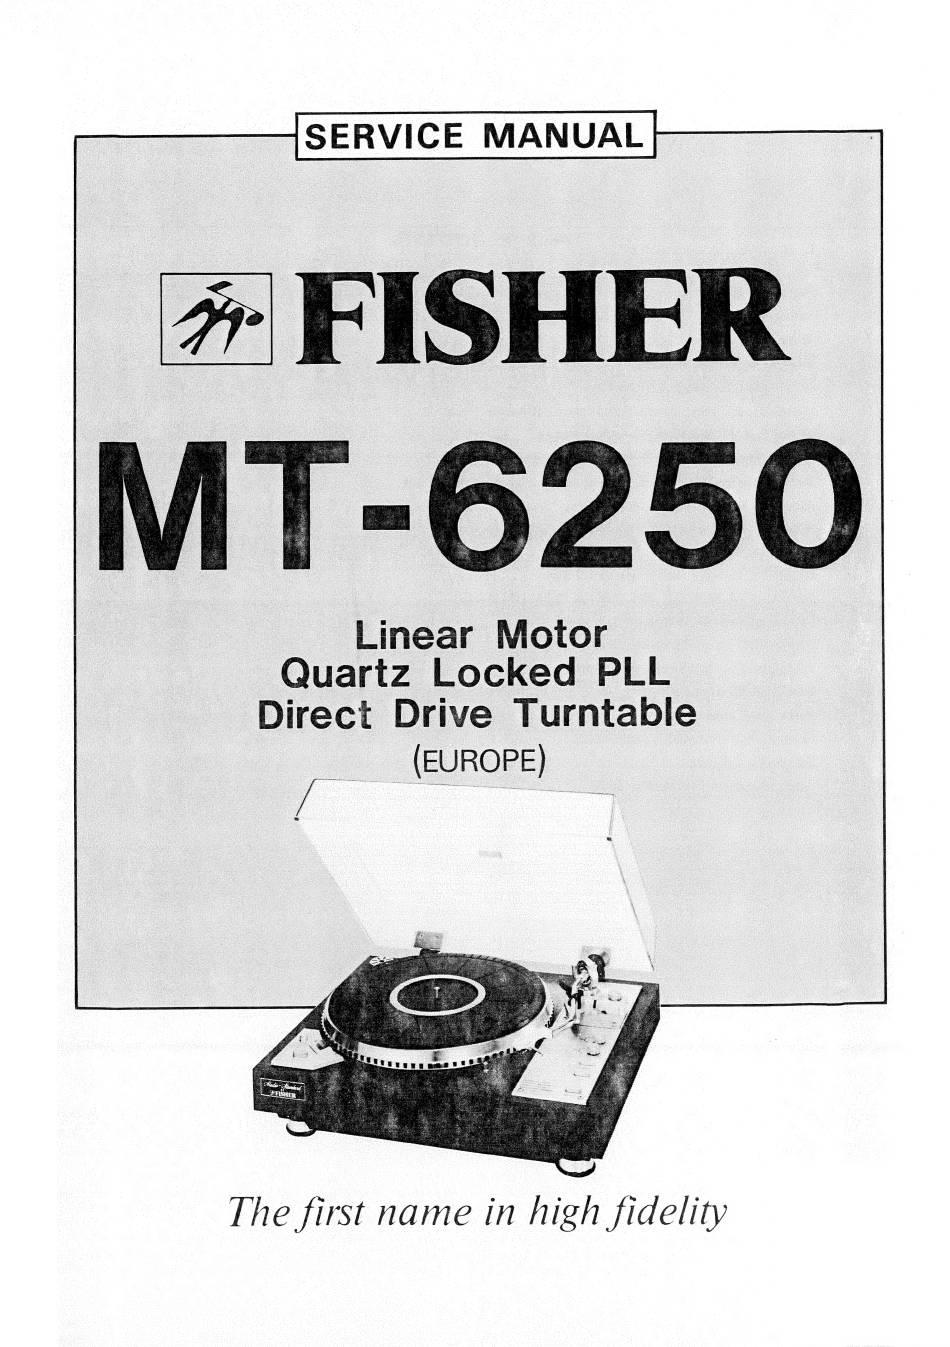 SERVICE MANUAL
FISHER
MT-6250
Linear Motor
Quartz Locked PLL
Direct Drive Turntable
(EUROPE)
FISHER
The first name in high fidelity